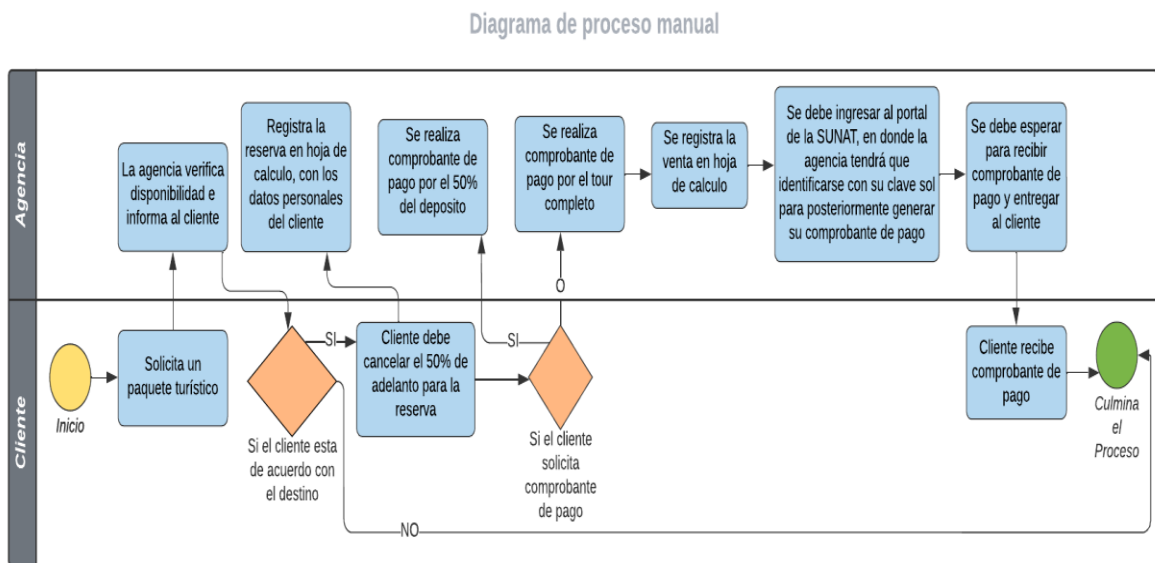 Diagrama de proceso manual
Agencia
La agencia verifica
disponibilidad e
informa al cliente
Registra la
reserva en hoja de
calculo, con los
datos personales
del cliente
Se realiza
comprobante de
pago por el 50%
del deposito
Se realiza
comprobante de
pago por el tour
completo
Se registra la
venta en hoja
de calculo
Se debe ingresar al portal
de la SUNAT, en donde la
agencia tendrá que
identificarse con su clave sol
para posteriormente generar
su comprobante de pago
Se debe esperar
para recibir
comprobante de
pago y entregar
al cliente
Cliente
Inicio
Solicita un
paquete turístico
Si el cliente esta
de acuerdo con
el destino
SI
Cliente debe
cancelar el 50% de
adelanto para la
reserva
SI
O
Si el cliente
solicita
comprobante
de pago
Cliente recibe
comprobante de
pago
Culmina
el
Proceso
NO